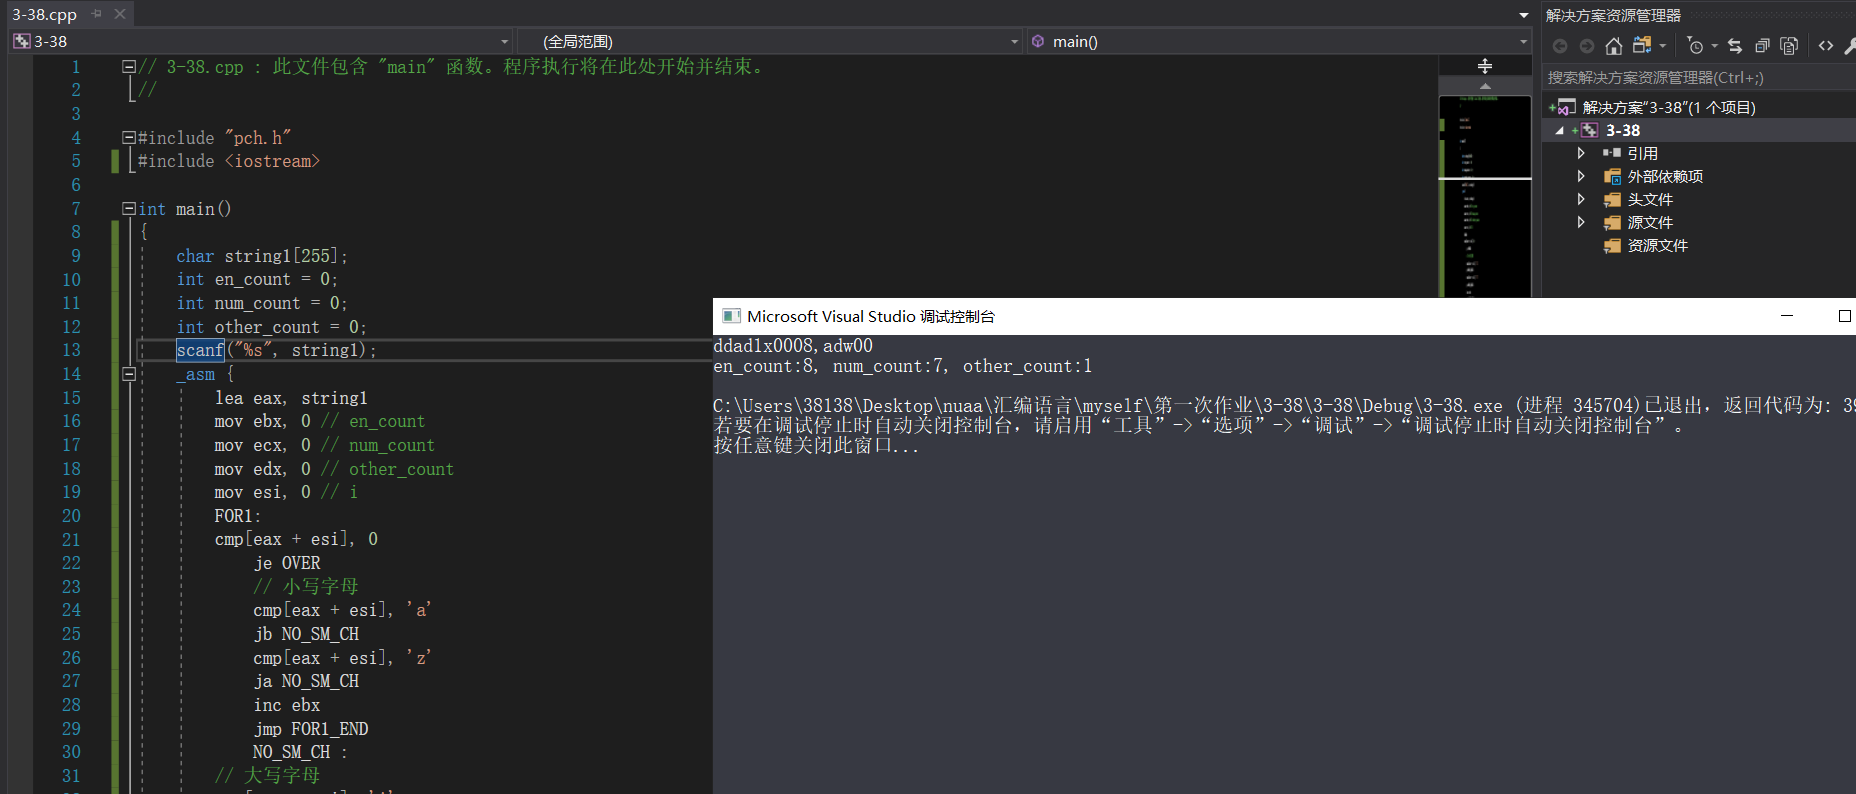 3-38.cpp
3-38
(全局范围)
main()
1 // 3-38.cpp : 此文件包含 "main" 函数。程序执行将在此处开始并结束。
2 //
3
4 #include "pch.h"
5 #include <iostream>
6
7 int main()
8 {
9 char string1[255];
10 int en_count = 0;
11 int num_count = 0;
12 int other_count = 0;
13 scanf("%s", string1);
14 _asm {
15 lea eax, string1
16 mov ebx, 0 // en_count
17 mov ecx, 0 // num_count
18 mov edx, 0 // other_count
19 mov esi, 0 // i
20 FOR1:
21 cmp[eax + esi], 0
22 je OVER
23 // 小写字母
24 cmp[eax + esi], 'a'
25 jb NO_SM_CH
26 cmp[eax + esi], 'z'
27 ja NO_SM_CH
28 inc ebx
29 jmp FOR1_END
30 NO_SM_CH :
31 // 大写字母
Microsoft Visual Studio 调试控制台
ddad1x0008,adw00
en_count:8, num_count:7, other_count:1
C:\Users\38138\Desktop\nuaa\汇编语言\myself\第一次作业\3-38\3-38\Debug\3-38.exe (进程 345704)已退出，返回代码为: 39
若要在调试停止时自动关闭控制台，请启用“工具”->“选项”->“调试”->“调试停止时自动关闭控制台”。
按任意键关闭此窗口...
解决方案资源管理器
搜索解决方案资源管理器(Ctrl+;)
解决方案“3-38”(1 个项目)
3-38
引用
外部依赖项
头文件
源文件
资源文件